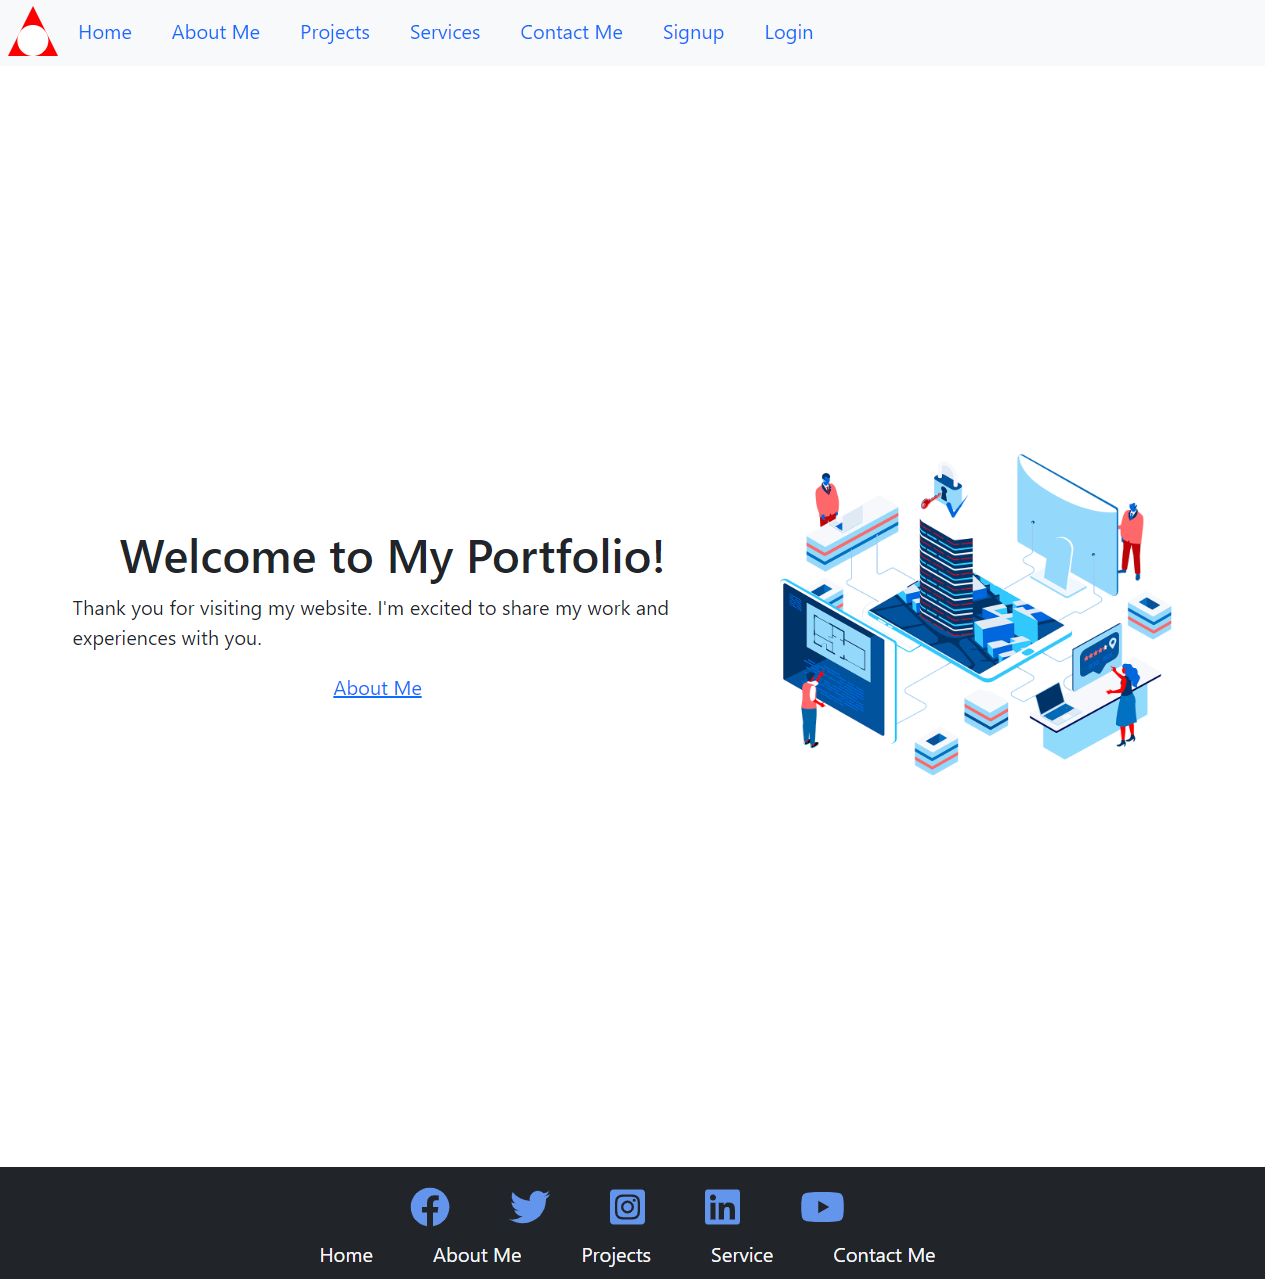 Home About Me Projects Services Contact Me Signup Login
Welcome to My Portfolio!
Thank you for visiting my website. I'm excited to share my work and
experiences with you.
About Me
Home About Me Projects Service Contact Me